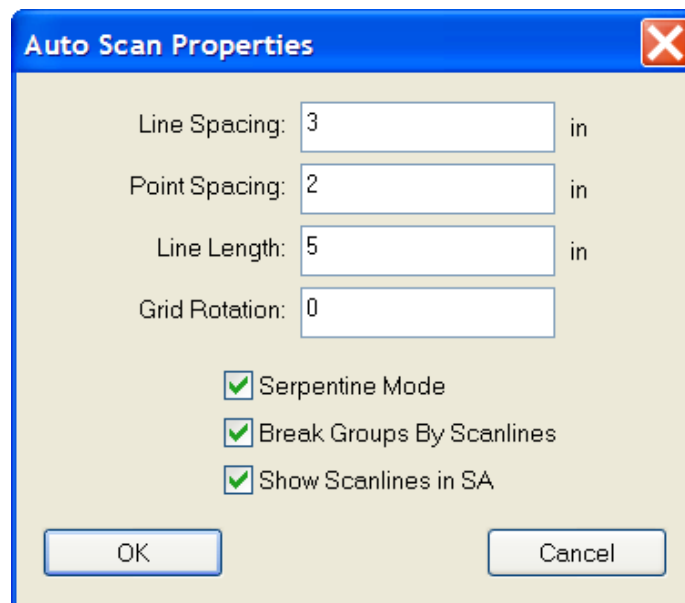 Auto Scan Properties
Line Spacing: 3 in
Point Spacing: 2 in
Line Length: 5 in
Grid Rotation: 0
Serpentine Mode
Break Groups By Scanlines
Show Scanlines in SA
OK Cancel